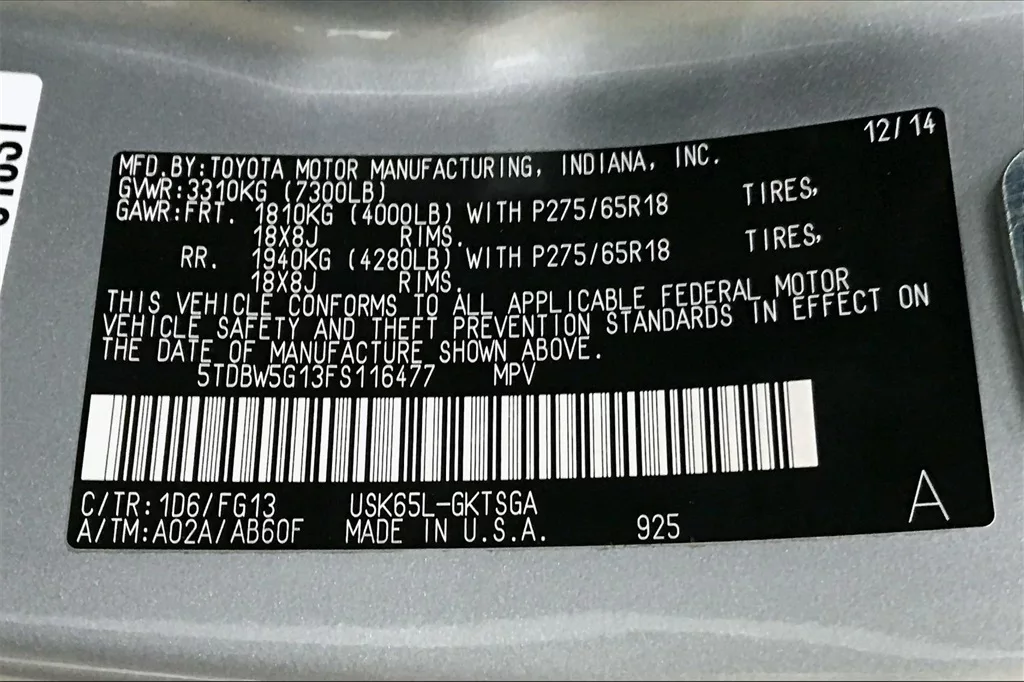 12/14
MFD.BY:TOYOTA MOTOR MANUFACTURING, INDIANA, INC.
GVWR:3310KG (7300LB)
GAWR:FRT. 1810KG (4000LB) WITH P275/65R18 TIRES,
18X8J RIMS.
RR. 1940KG (4280LB) WITH P275/65R18 TIRES,
18X8J RIMS.
THIS VEHICLE CONFORMS TO ALL APPLICABLE FEDERAL MOTOR
VEHICLE SAFETY AND THEFT PREVENTION STANDARDS IN EFFECT ON
THE DATE OF MANUFACTURE SHOWN ABOVE.
5TDBW5G13FS116477 MPV
C/TR:1D6/FG13 USK65L-GKTSGA
A/TM:A02A/AB60F MADE IN U.S.A. 925 A